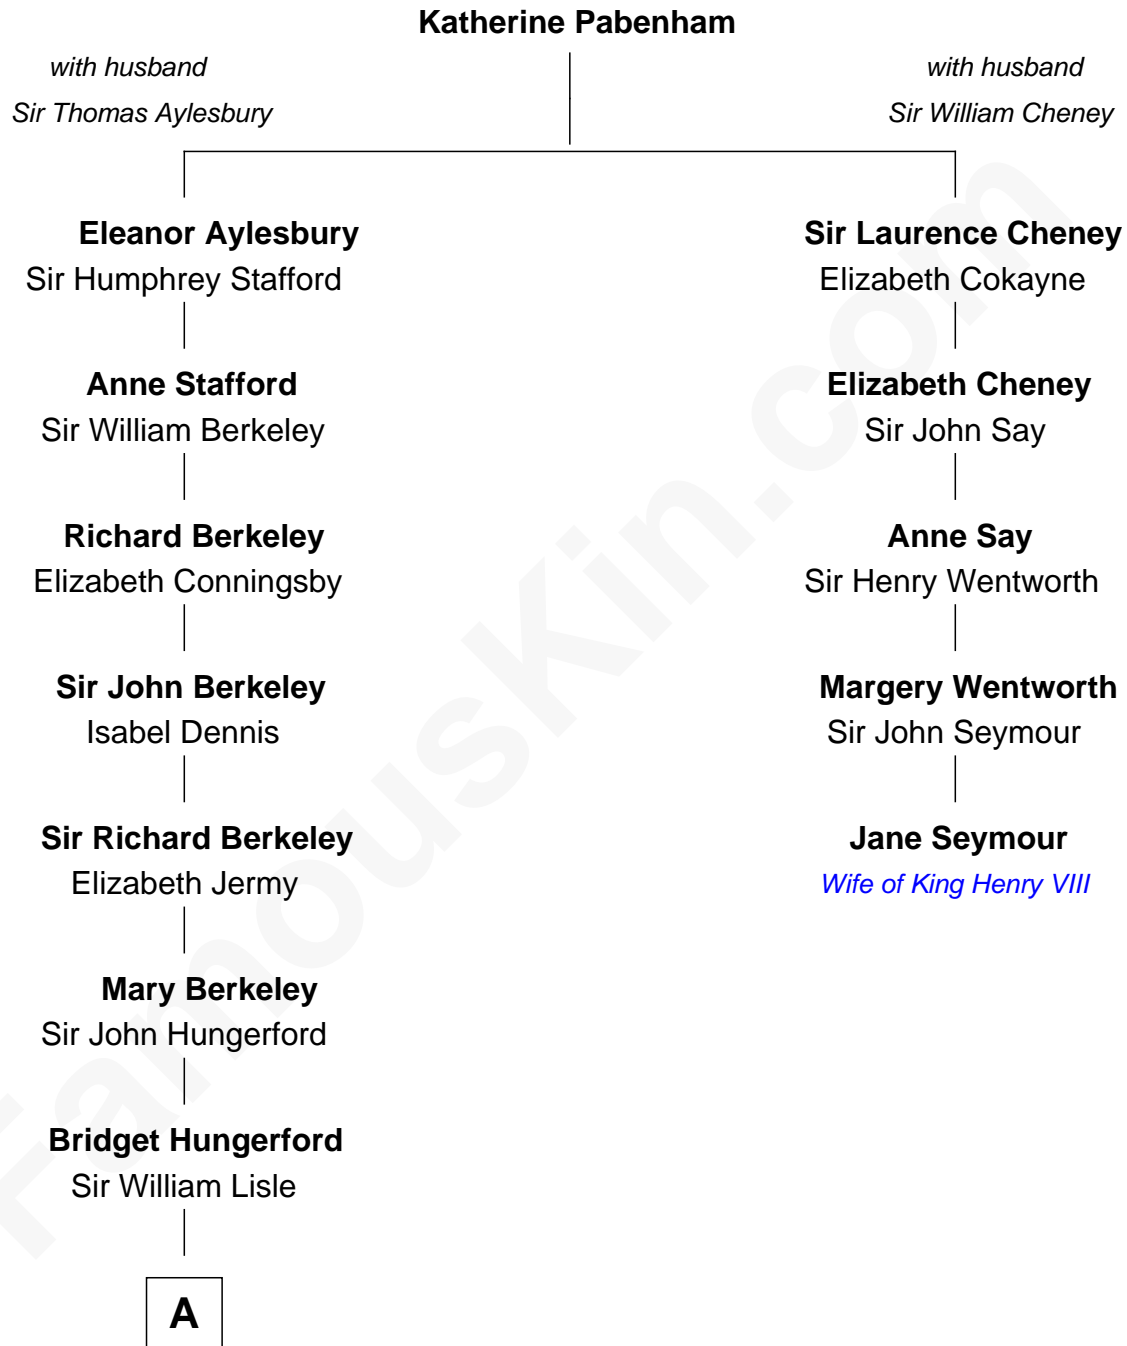 Katherine Pabenham
with husband
Sir Thomas Aylesbury
with husband
Sir William Cheney
Eleanor Aylesbury
Sir Humphrey Stafford
Sir Laurence Cheney
Elizabeth Cokayne
Anne Stafford
Sir William Berkeley
Elizabeth Cheney
Sir John Say
Richard Berkeley
Elizabeth Conningsby
Anne Say
Sir Henry Wentworth
Sir John Berkeley
Isabel Dennis
Margery Wentworth
Sir John Seymour
Sir Richard Berkeley
Elizabeth Jermy
Jane Seymour
Wife of King Henry VIII
Mary Berkeley
Sir John Hungerford
Bridget Hungerford
Sir William Lisle
A
FamousKin.com